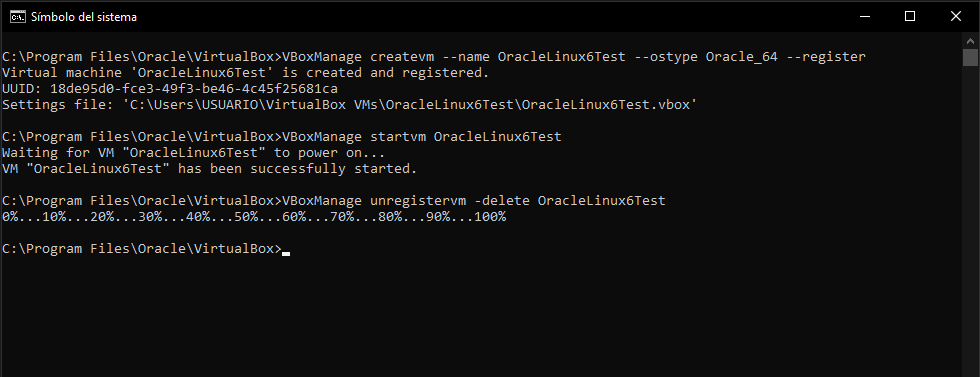 Símbolo del sistema
C:\Program Files\Oracle\VirtualBox>VBoxManage createvm --name OracleLinux6Test --ostype Oracle_64 --register
Virtual machine 'OracleLinux6Test' is created and registered.
UUID: 18de95d0-fce3-49f3-be46-4c45f25681ca
Settings file: 'C:\Users\USUARIO\VirtualBox VMs\OracleLinux6Test\OracleLinux6Test.vbox'
C:\Program Files\Oracle\VirtualBox>VBoxManage startvm OracleLinux6Test
Waiting for VM "OracleLinux6Test" to power on...
VM "OracleLinux6Test" has been successfully started.
C:\Program Files\Oracle\VirtualBox>VBoxManage unregistervm -delete OracleLinux6Test
0%...10%...20%...30%...40%...50%...60%...70%...80%...90%...100%
C:\Program Files\Oracle\VirtualBox>